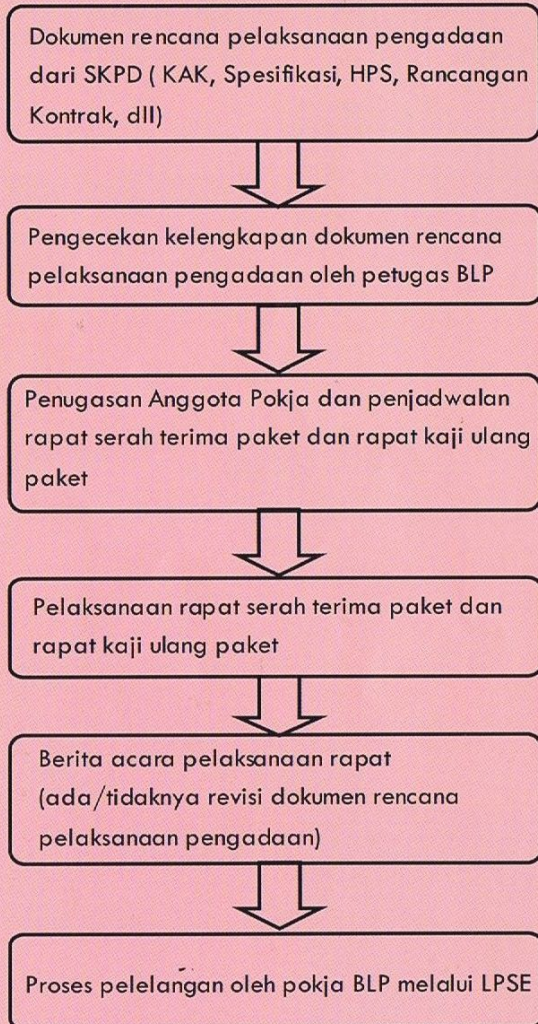 Dokumen rencana pelaksanaan pengadaan
dari SKPD ( KAK, Spesifikasi, HPS, Rancangan
Kontrak, dll)
Pengecekan kelengkapan dokumen rencana
pelaksanaan pengadaan oleh petugas BLP
Penugasan Anggota Pokja dan penjadwalan
rapat serah terima paket dan rapat kaji ulang
paket
Pelaksanaan rapat serah terima paket dan
rapat kaji ulang paket
Berita acara pelaksanaan rapat
(ada/tidaknya revisi dokumen rencana
pelaksanaan pengadaan)
Proses pelelangan oleh pokja BLP melalui LPSE